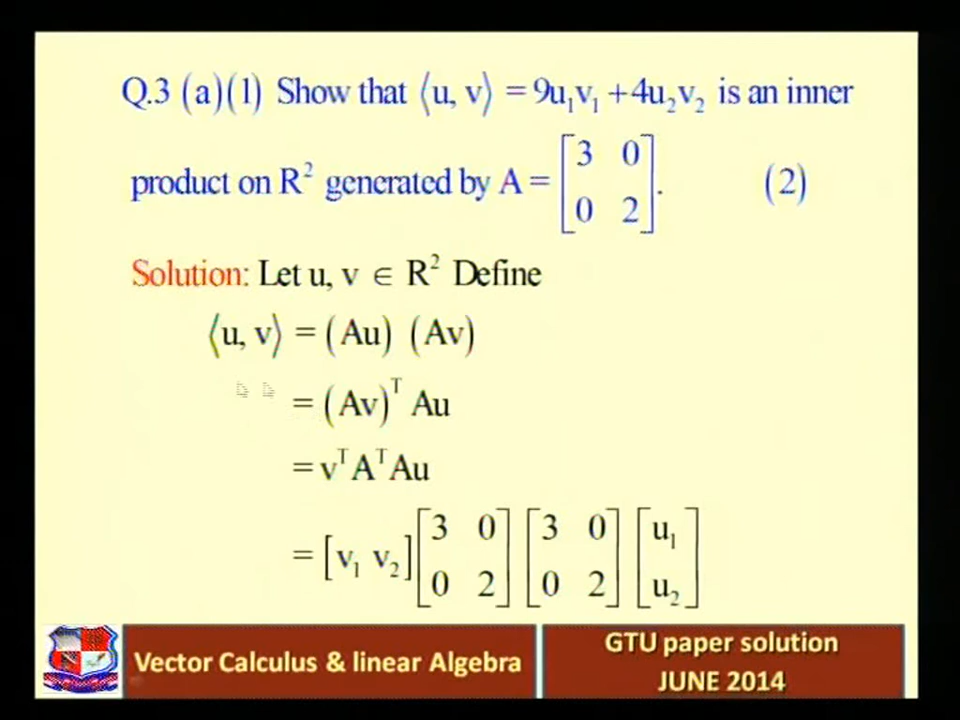 Q.3 (a)(1) Show that ⟨u, v⟩ = 9u₁v₁ + 4u₂v₂ is an inner
product on R² generated by A = [3 0; 0 2]. (2)
Solution: Let u, v ∈ R² Define
⟨u, v⟩ = (Au) (Av)
= (Av)ᵀ Au
= vᵀAᵀAu
= [v₁ v₂][3 0; 0 2][3 0; 0 2][u₁; u₂]
Vector Calculus & linear Algebra
GTU paper solution
JUNE 2014